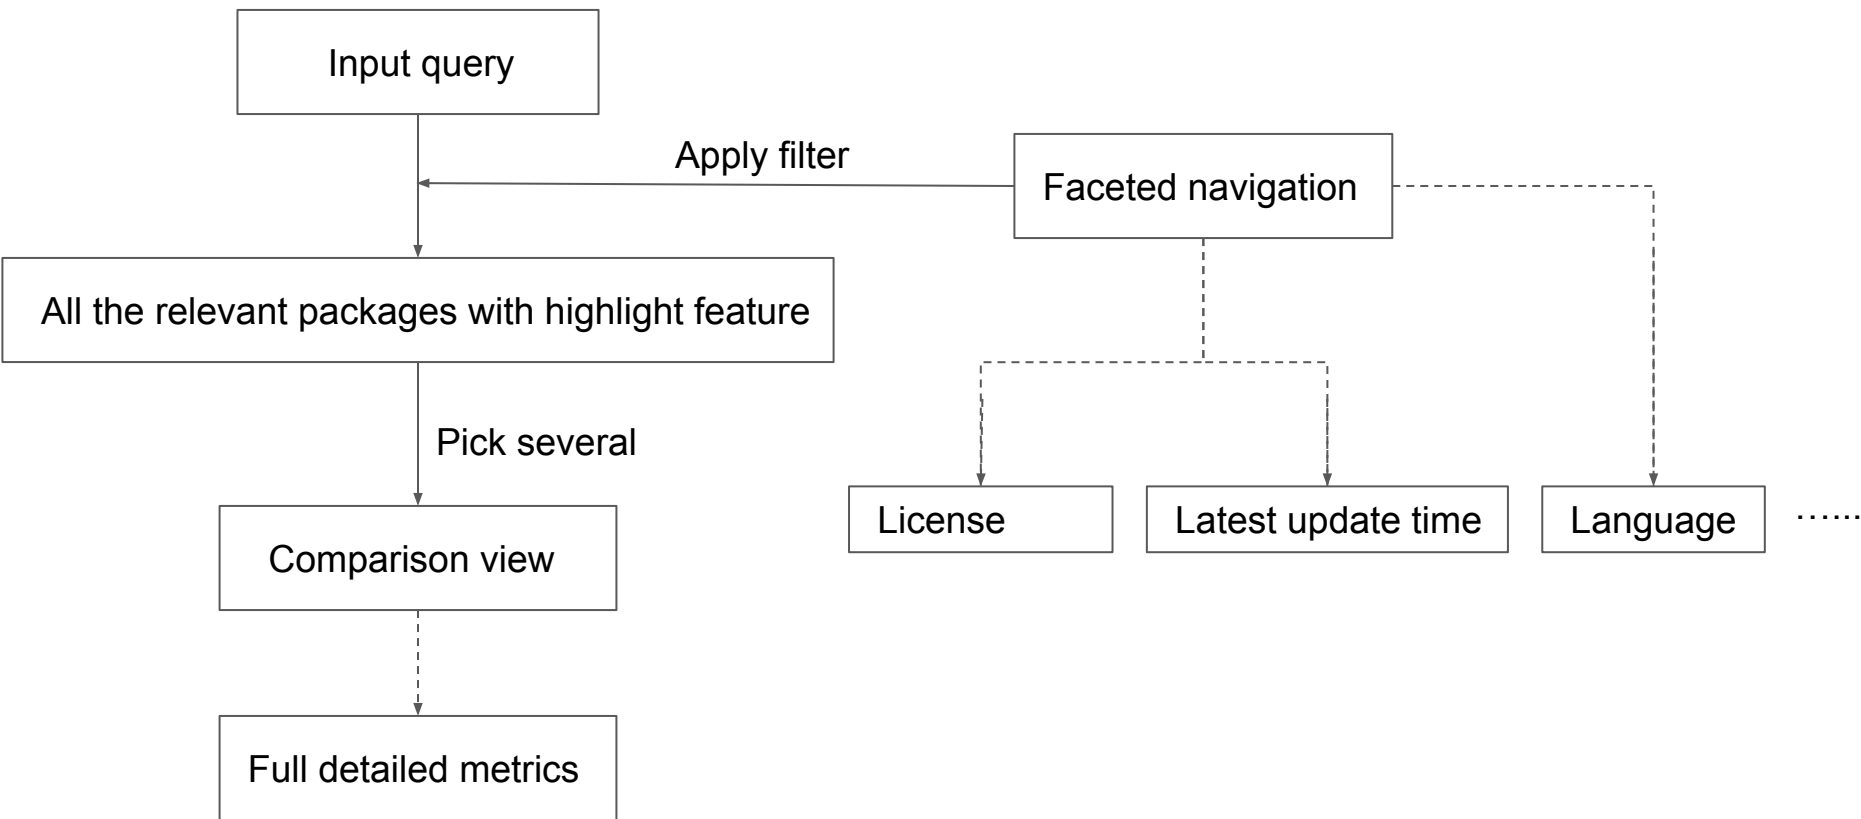 Input query
Apply filter
Faceted navigation
All the relevant packages with highlight feature
Pick several
License
Latest update time
Language
…...
Comparison view
Full detailed metrics